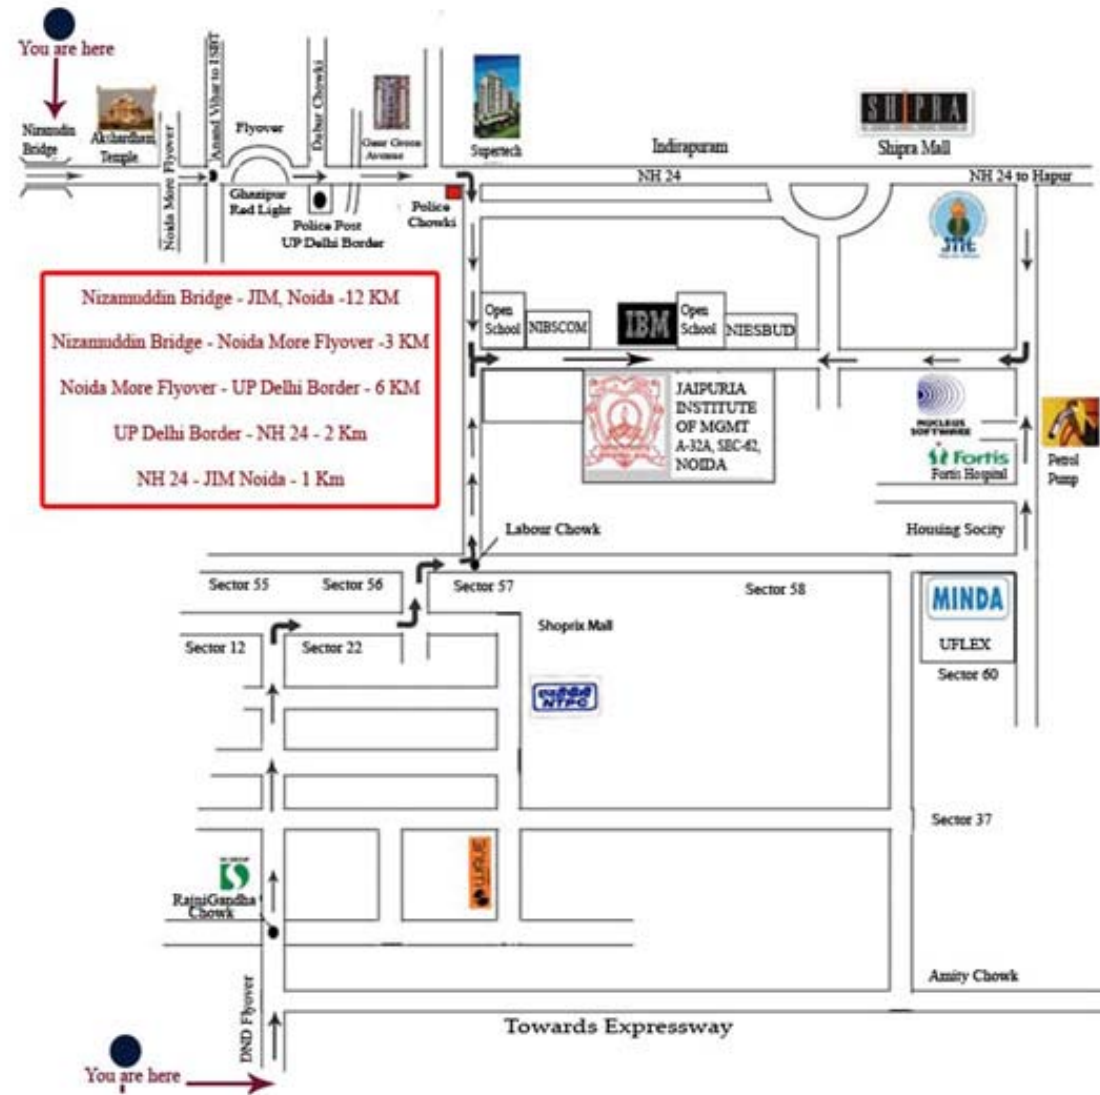 You are here
Nizamudin
Bridge
Akshardham
Temple
Noida More Flyover
Anand Vihar to ISBT
Flyover
Ghazipur
Red Light
Dabur Chowki
Police Post
UP Delhi Border
Gaur Green
Avenue
Police
Chowki
Supertech
Indirapuram
SHIPRA
Shipra Mall
NH 24
NH 24 to Hapur
JIIT
Nizamuddin Bridge - JIM, Noida -12 KM
Nizamuddin Bridge - Noida More Flyover -3 KM
Noida More Flyover - UP Delhi Border - 6 KM
UP Delhi Border - NH 24 - 2 Km
NH 24 - JIM Noida - 1 Km
Open
School
NIBSCOM
IBM
Open
School
NIESBUD
JAIPURIA
INSTITUTE
OF MGMT
A-32A, SEC-62,
NOIDA
NUCLEUS
SOFTWARE
Fortis
Fortis Hospital
Petrol
Pump
Labour Chowk
Housing Socity
Sector 55
Sector 56
Sector 57
Sector 58
MINDA
UFLEX
Sector 60
Sector 12
Sector 22
Shoprix Mall
NTPC
Sector 37
RajniGandha
Chowk
DND Flyover
Amity Chowk
Towards Expressway
You are here